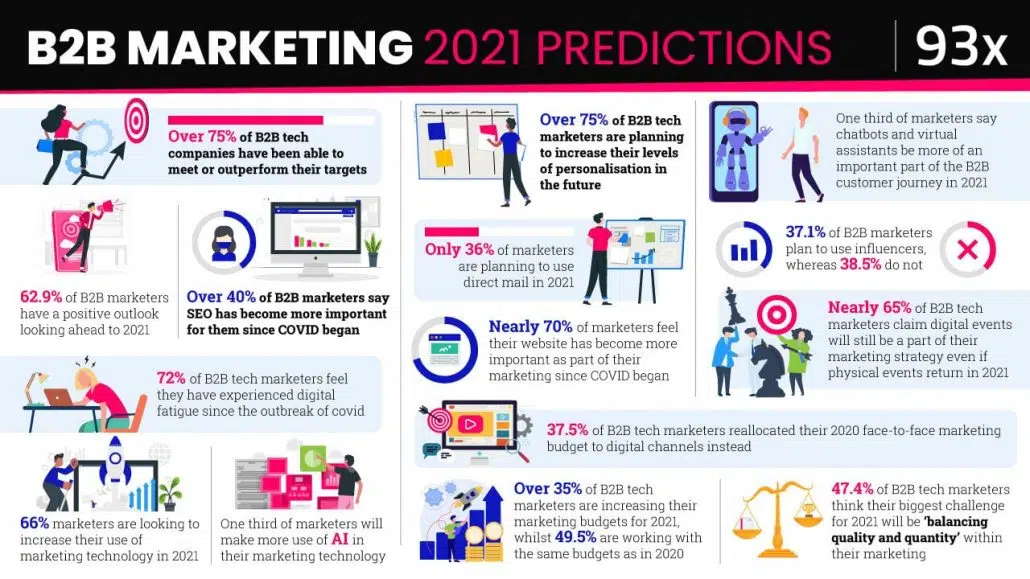 B2B MARKETING 2021 PREDICTIONS
93x
Over 75% of B2B tech
companies have been able to
meet or outperform their targets
62.9% of B2B marketers
have a positive outlook
looking ahead to 2021
Over 40% of B2B marketers say
SEO has become more important
for them since COVID began
72% of B2B tech marketers feel
they have experienced digital
fatigue since the outbreak of covid
66% marketers are looking to
increase their use of
marketing technology in 2021
One third of marketers will
make more use of AI in
their marketing technology
Over 75% of B2B tech
marketers are planning
to increase their levels
of personalisation in
the future
Only 36% of marketers
are planning to use
direct mail in 2021
Nearly 70% of marketers feel
their website has become more
important as part of their
marketing since COVID began
37.5% of B2B tech marketers reallocated their 2020 face-to-face marketing
budget to digital channels instead
Over 35% of B2B tech
marketers are increasing their
marketing budgets for 2021,
whilst 49.5% are working with
the same budgets as in 2020
One third of marketers say
chatbots and virtual
assistants be more of an
important part of the B2B
customer journey in 2021
37.1% of B2B marketers
plan to use influencers,
whereas 38.5% do not
Nearly 65% of B2B tech
marketers claim digital events
will still be a part of their
marketing strategy even if
physical events return in 2021
47.4% of B2B tech marketers
think their biggest challenge
for 2021 will be 'balancing
quality and quantity' within
their marketing